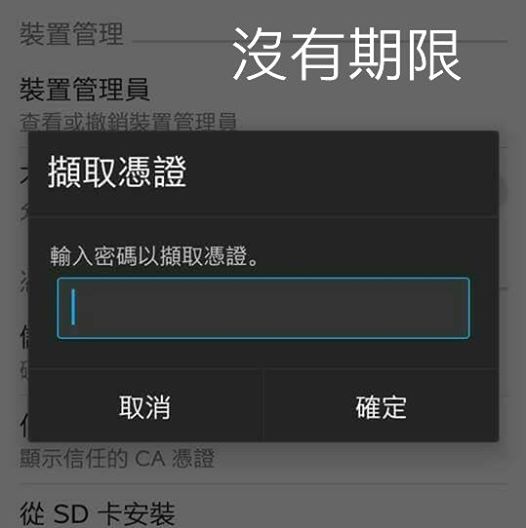 裝置管理
沒有期限
裝置管理員
查看或撤銷裝置管理員
擷取憑證
輸入密碼以擷取憑證。
取消
確定
顯示信任的 CA 憑證
從 SD 卡安裝